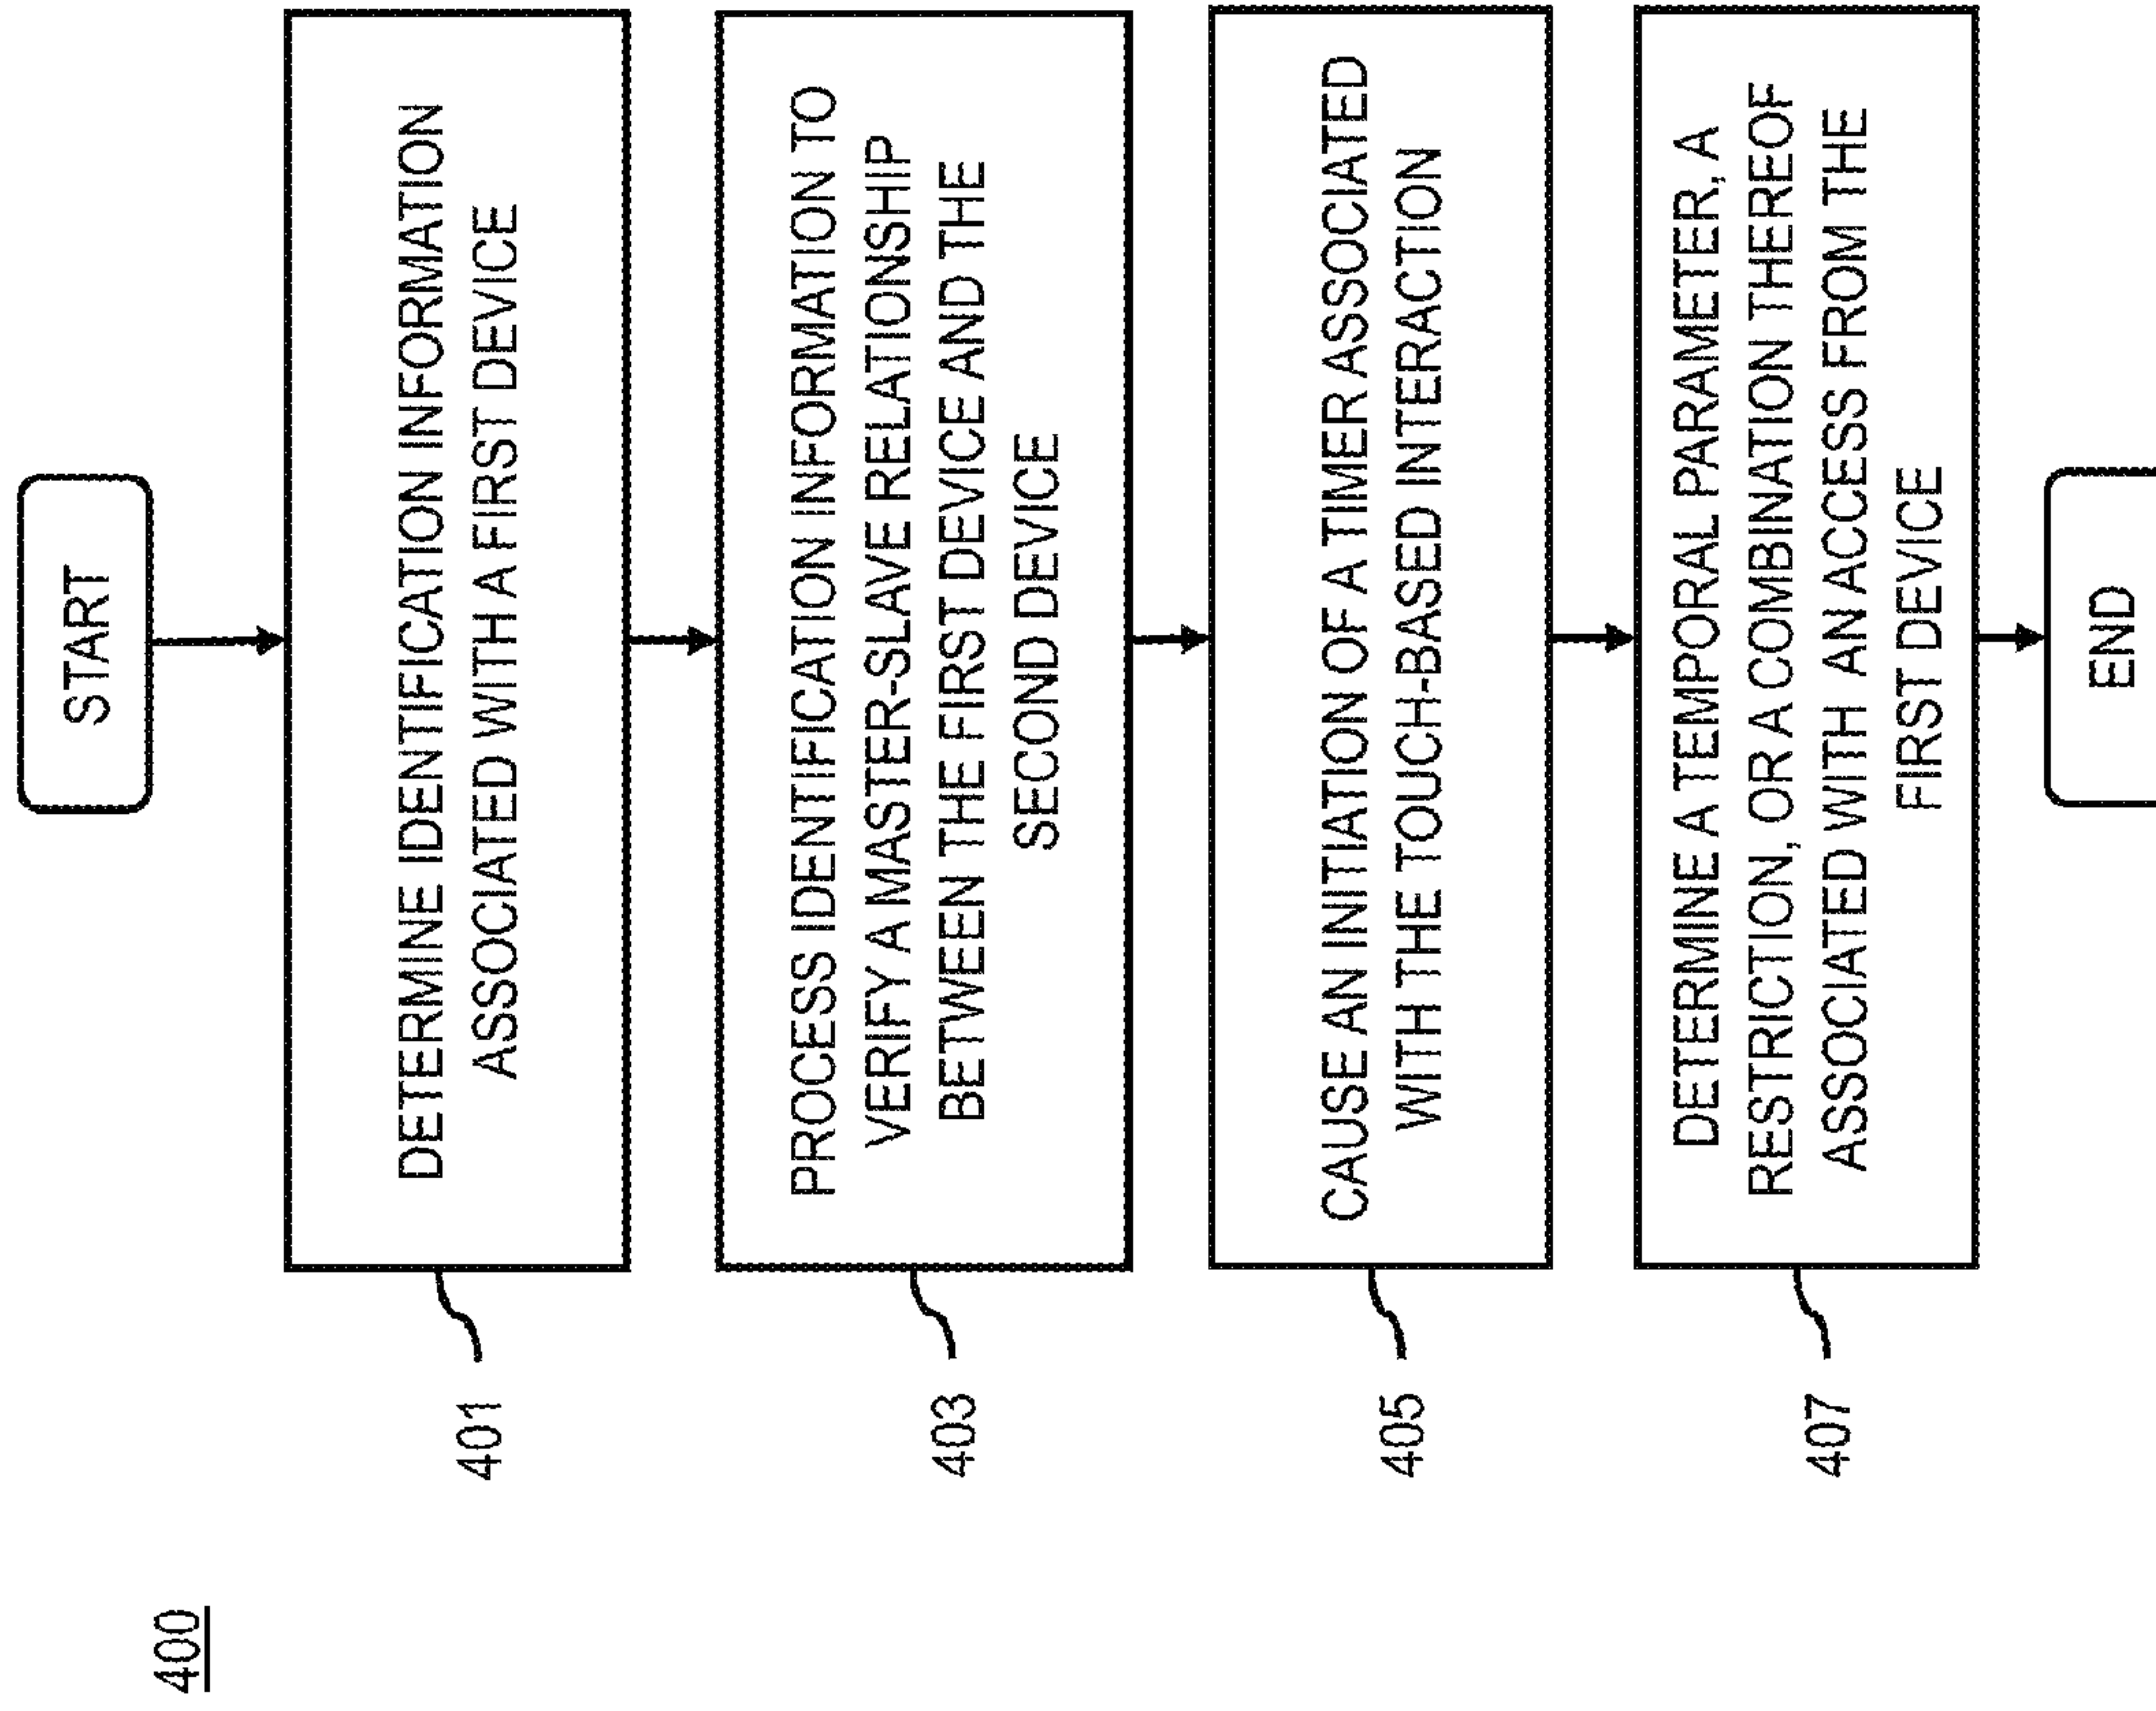 400
START
401
DETERMINE IDENTIFICATION INFORMATION
ASSOCIATED WITH A FIRST DEVICE
403
PROCESS IDENTIFICATION INFORMATION TO
VERIFY A MASTER-SLAVE RELATIONSHIP
BETWEEN THE FIRST DEVICE AND THE
SECOND DEVICE
405
CAUSE AN INITIATION OF A TIMER ASSOCIATED
WITH THE TOUCH-BASED INTERACTION
407
DETERMINE A TEMPORAL PARAMETER, A
RESTRICTION, OR A COMBINATION THEREOF
ASSOCIATED WITH AN ACCESS FROM THE
FIRST DEVICE
END